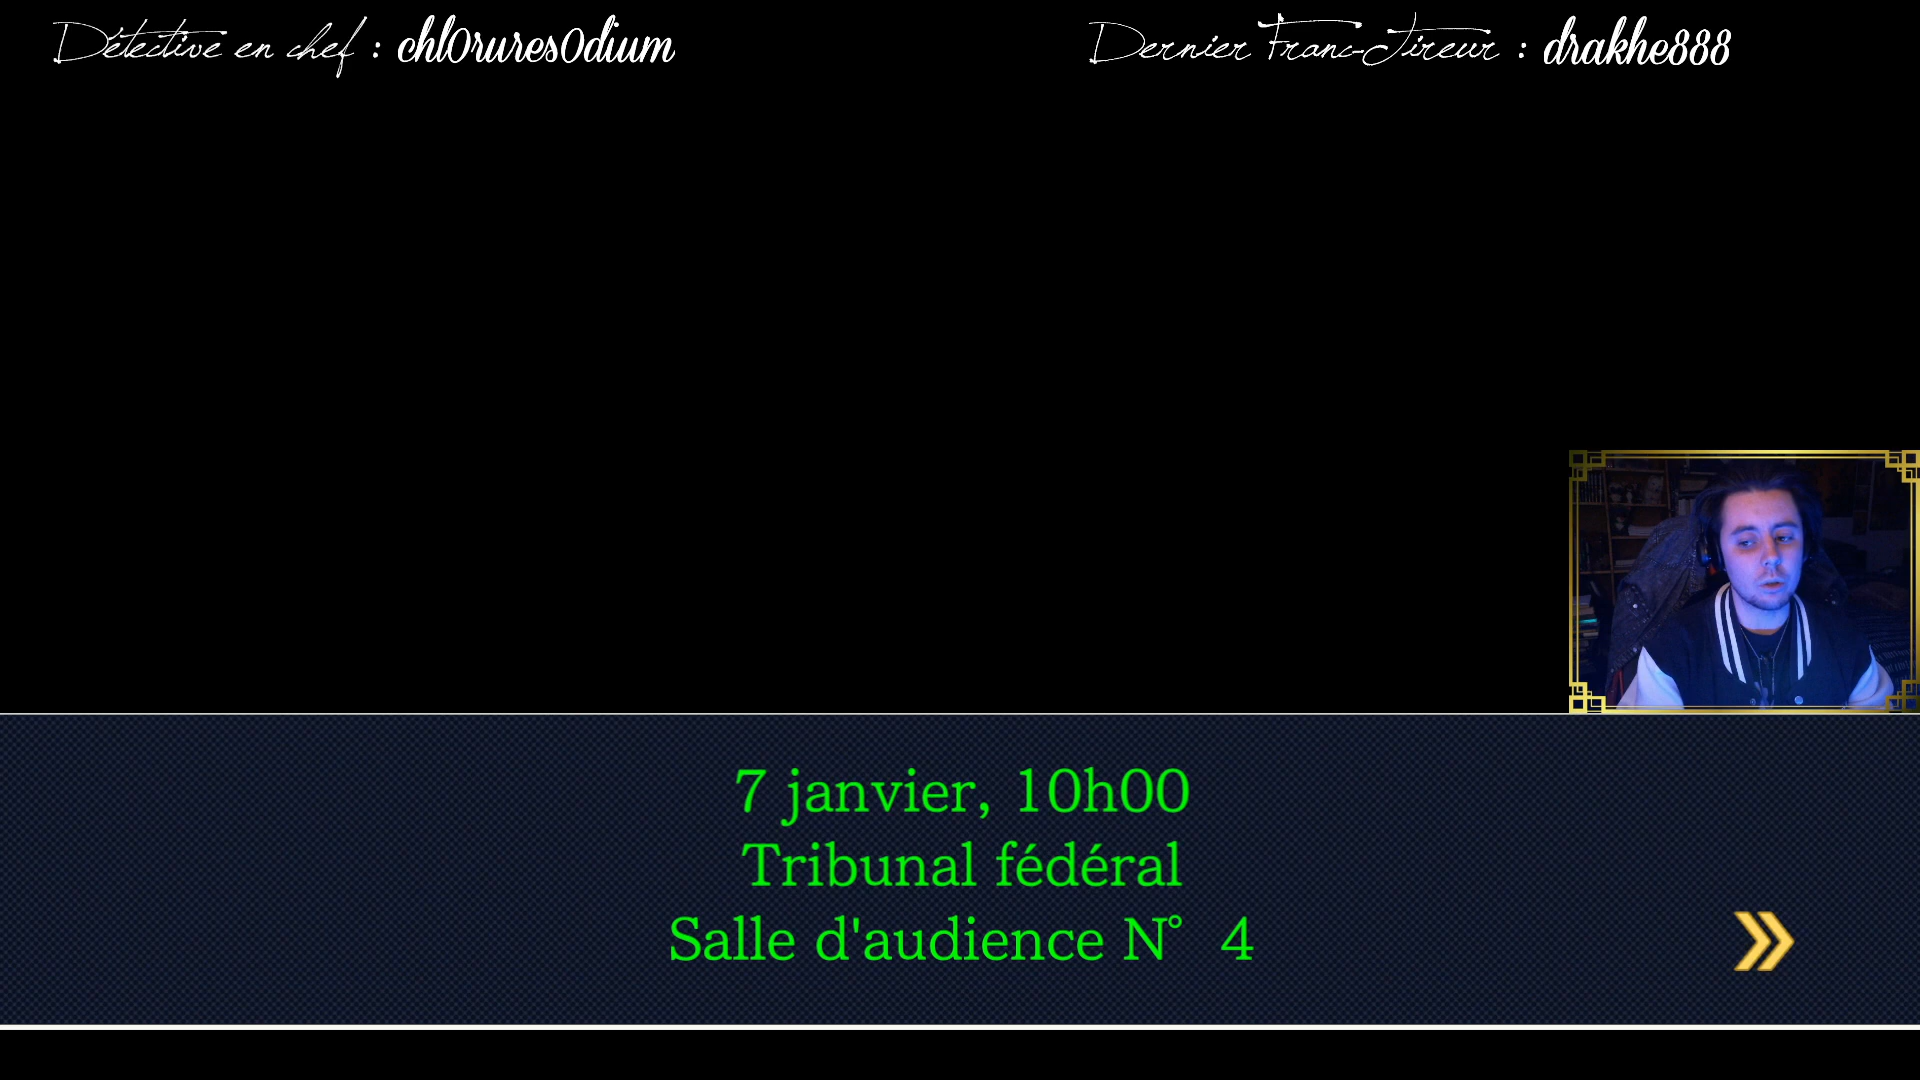 Détective en chef : chl0rures0dium
Dernier Franc-Tireur : drakhe888
7 janvier, 10h00
Tribunal fédéral
Salle d'audience N° 4